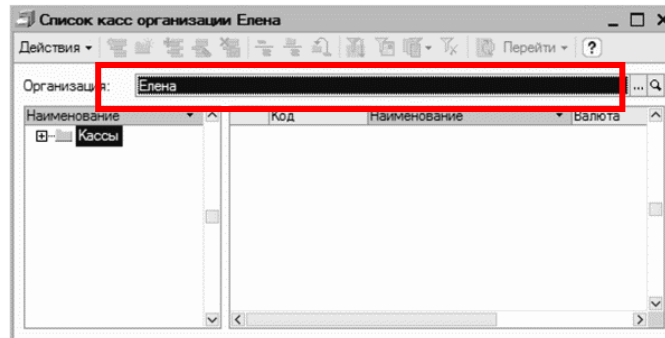 Список касс организации Елена
Действия Перейти ?
Организация: Елена ...
Наименование Код Наименование Валюта
Кассы